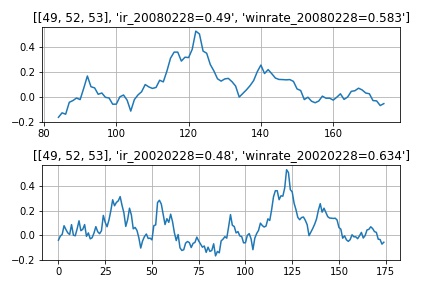 [[49, 52, 53], 'ir_20080228=0.49', 'winrate_20080228=0.583']
0.4
0.2
0.0
−0.2
80 100 120 140 160
[[49, 52, 53], 'ir_20020228=0.48', 'winrate_20020228=0.634']
0.4
0.2
0.0
−0.2
0 25 50 75 100 125 150 175